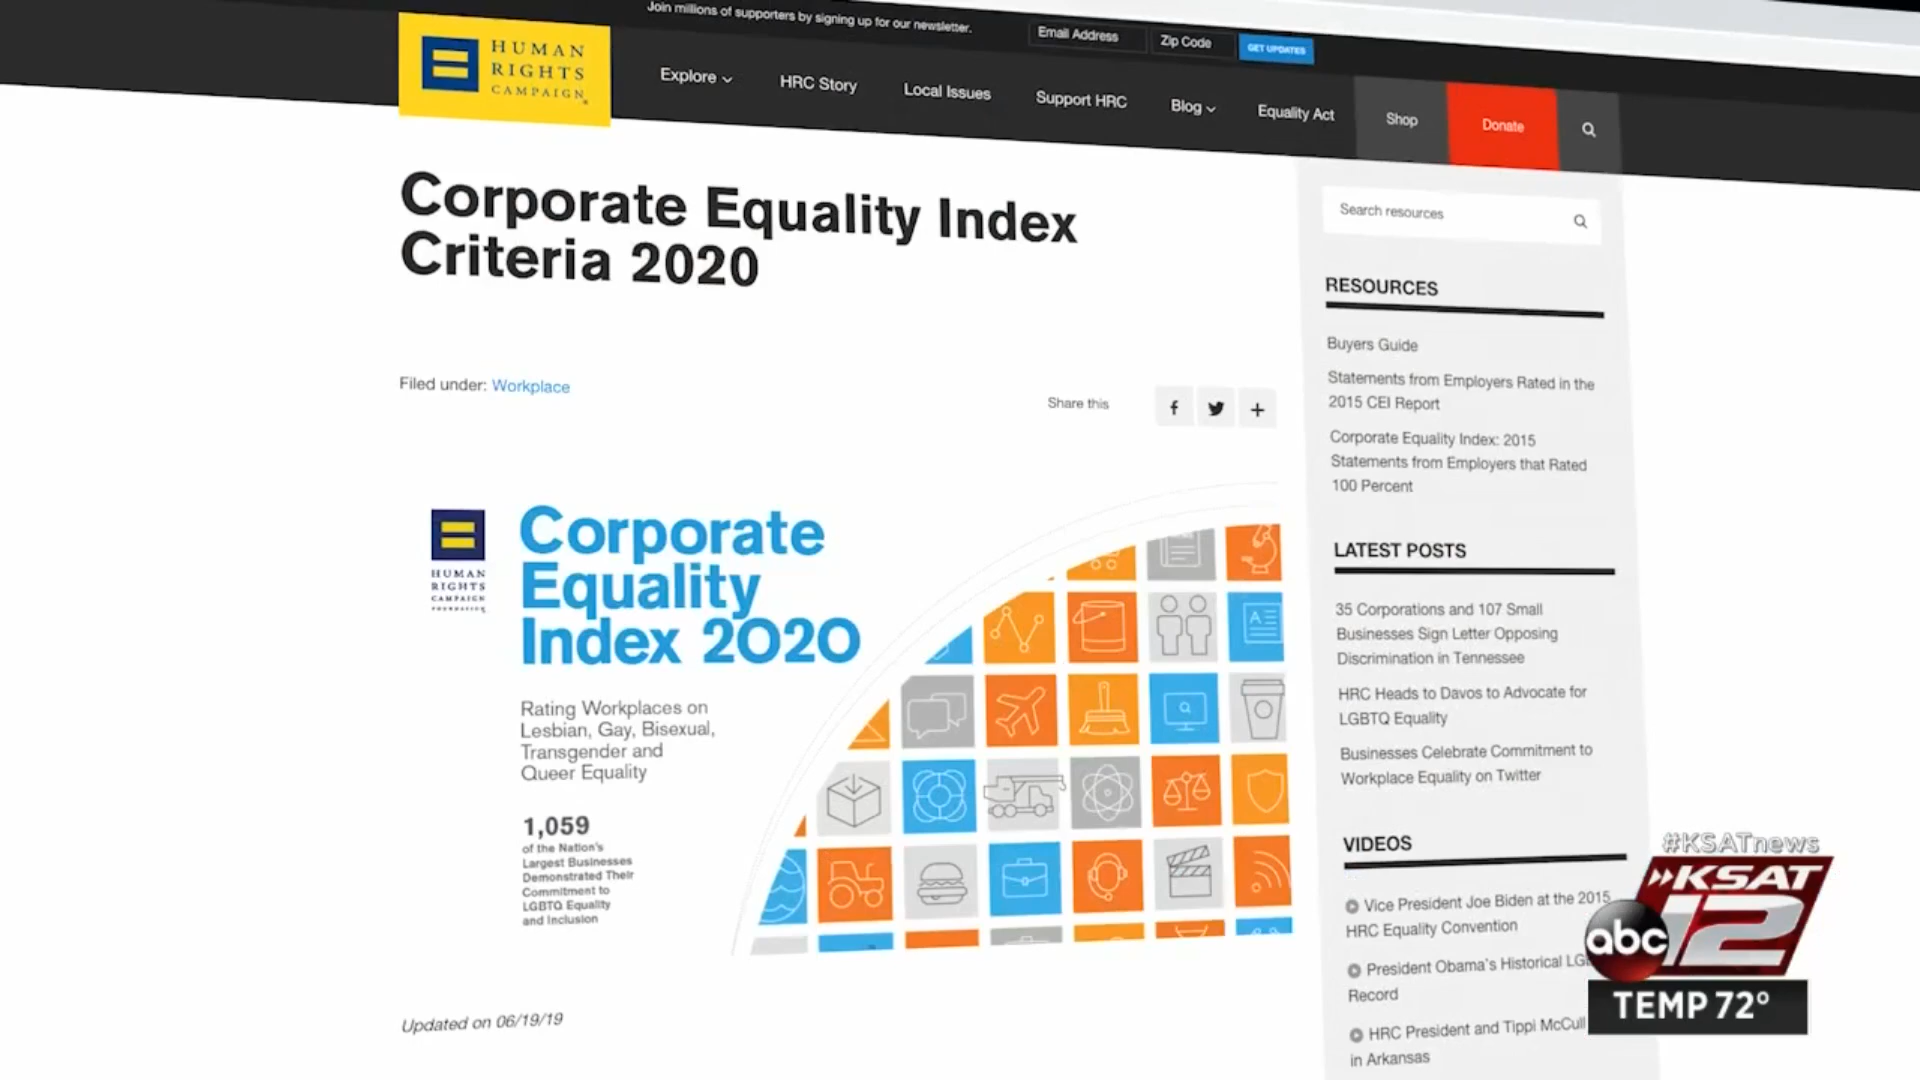 Join millions of supporters by signing up for our newsletter.
Email Address
Zip Code
GET UPDATES
HUMAN
RIGHTS
CAMPAIGN
Explore
HRC Story
Local Issues
Support HRC
Blog
Equality Act
Shop
Donate
Corporate Equality Index
Criteria 2020
Filed under: Workplace
Share this
HUMAN
RIGHTS
CAMPAIGN
FOUNDATION
Corporate
Equality
Index 2020
Rating Workplaces on
Lesbian, Gay, Bisexual,
Transgender and
Queer Equality
1,059
of the Nation's
Largest Businesses
Demonstrated Their
Commitment to
LGBTQ Equality
and Inclusion
Updated on 06/19/19
Search resources
RESOURCES
Buyers Guide
Statements from Employers Rated in the
2015 CEI Report
Corporate Equality Index: 2015
Statements from Employers that Rated
100 Percent
LATEST POSTS
35 Corporations and 107 Small
Businesses Sign Letter Opposing
Discrimination in Tennessee
HRC Heads to Davos to Advocate for
LGBTQ Equality
Businesses Celebrate Commitment to
Workplace Equality on Twitter
VIDEOS
Vice President Joe Biden at the 2015
HRC Equality Convention
President Obama's Historical
Record
HRC President and Tippi
in Arkansas
#KSATnews
KSAT
abc 12
TEMP 72°